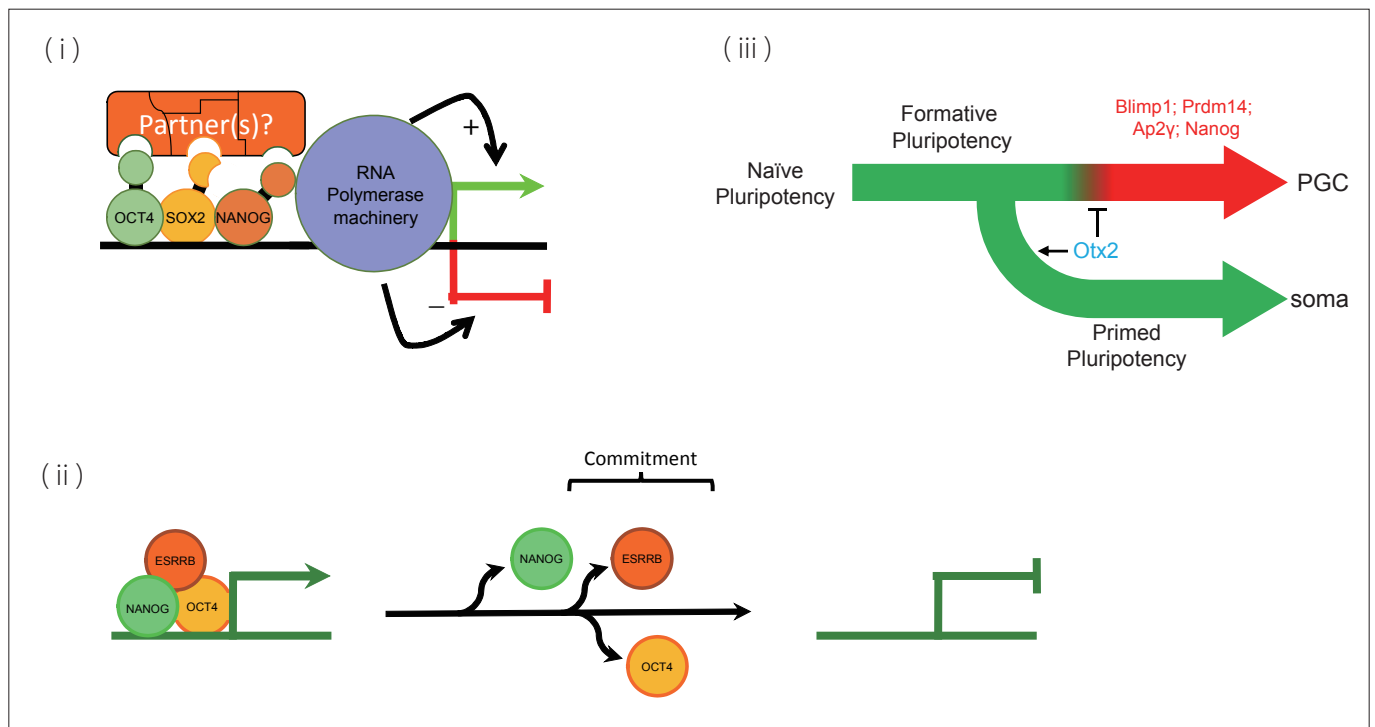 ( i )
Partner(s)?
OCT4
SOX2
NANOG
RNA
Polymerase
machinery
+
–
( iii )
Formative
Pluripotency
Naïve
Pluripotency
Blimp1; Prdm14;
Ap2γ; Nanog
PGC
Otx2
soma
Primed
Pluripotency
( ii )
ESRRB
NANOG
OCT4
Commitment
NANOG
ESRRB
OCT4